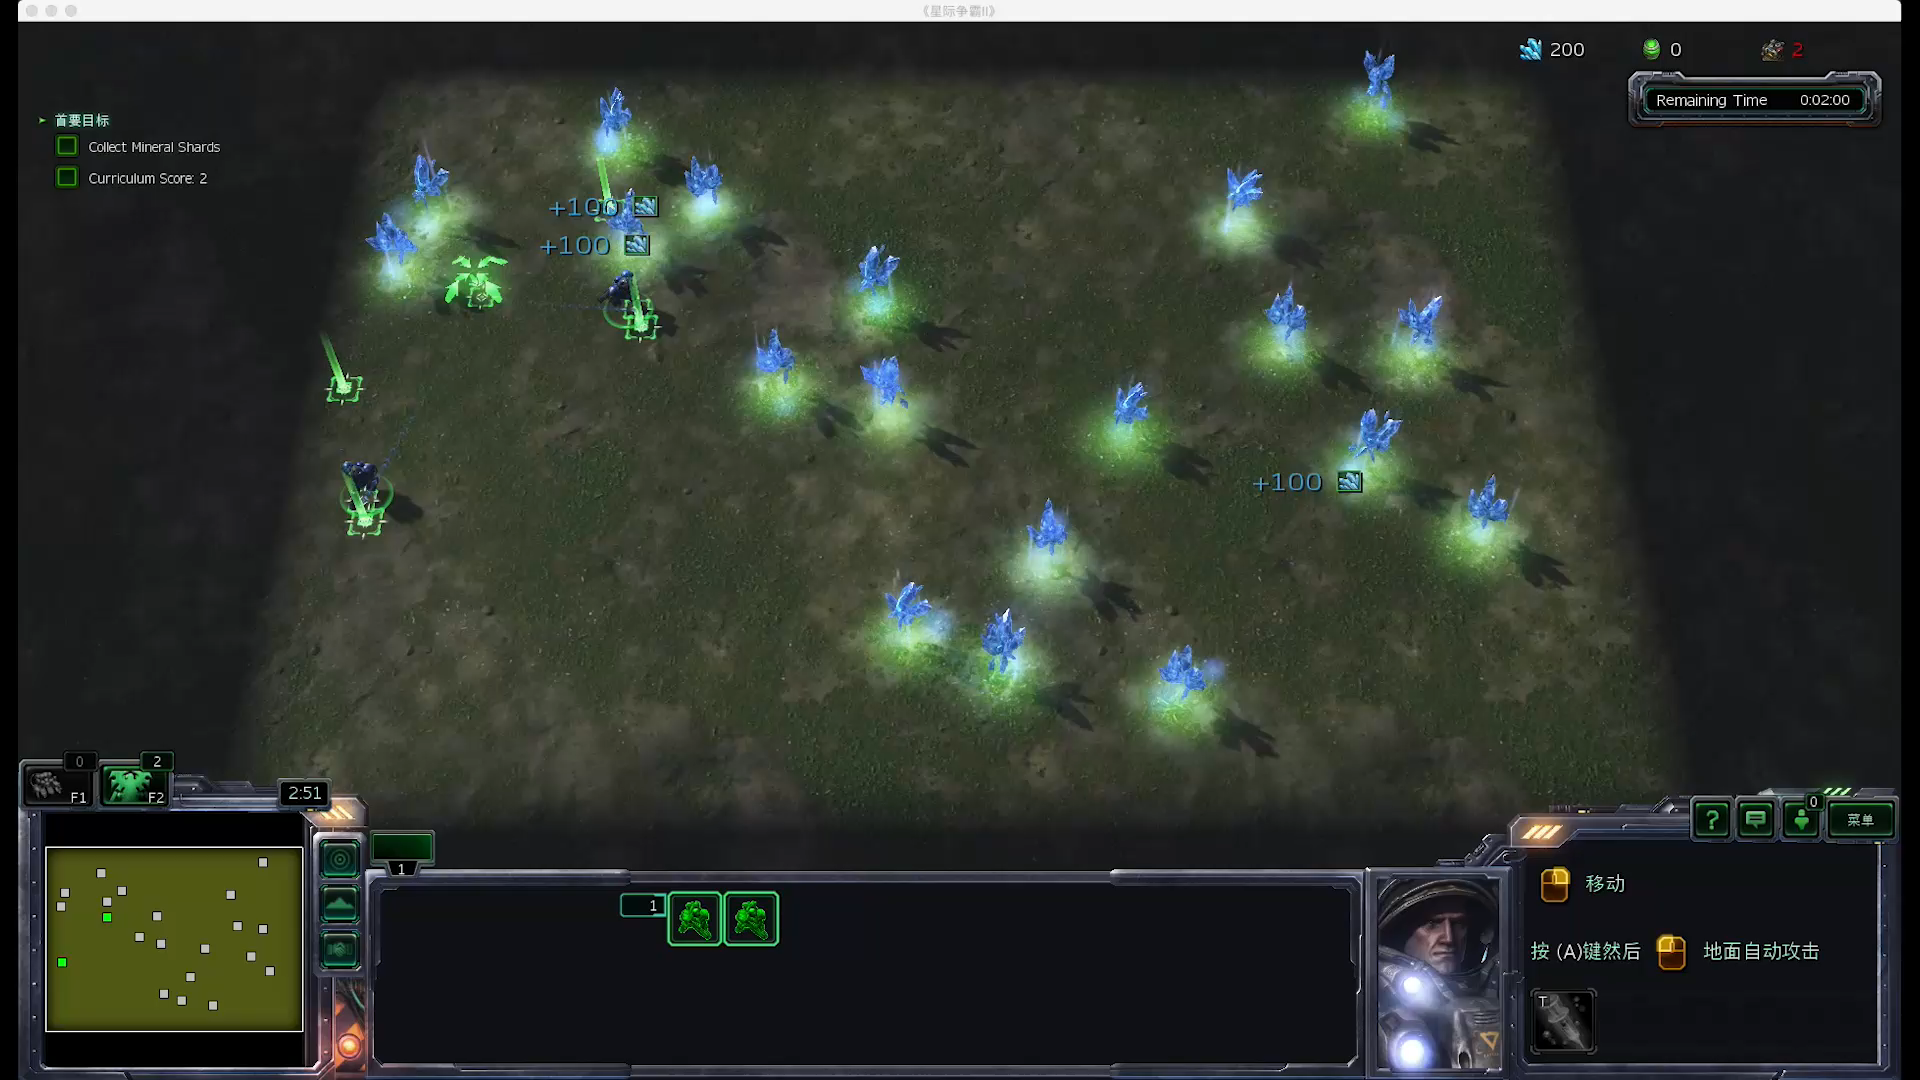 《星际争霸II》
200
0
2
Remaining Time 0:02:00
首要目标
Collect Mineral Shards
Curriculum Score: 2
+100
+100
+100
0
F1
2
F2
2:51
1
1
?
0
菜单
移动
按 (A)键然后 地面自动攻击
T